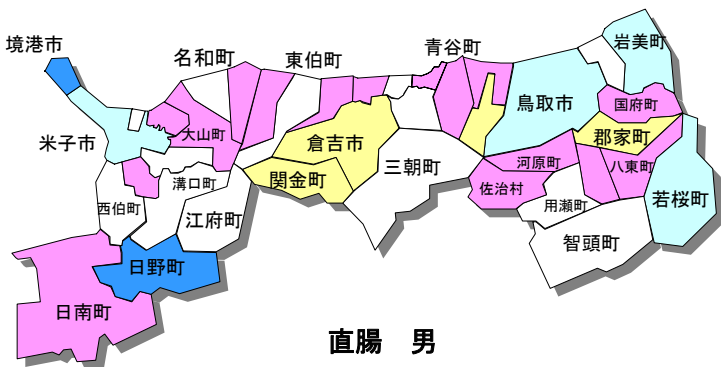 境港市
名和町
東伯町
青谷町
岩美町
米子市
大山町
倉吉市
鳥取市
国府町
郡家町
関金町
三朝町
河原町
八東町
佐治村
溝口町
西伯町
江府町
用瀬町
若桜町
智頭町
日野町
日南町
直腸　男